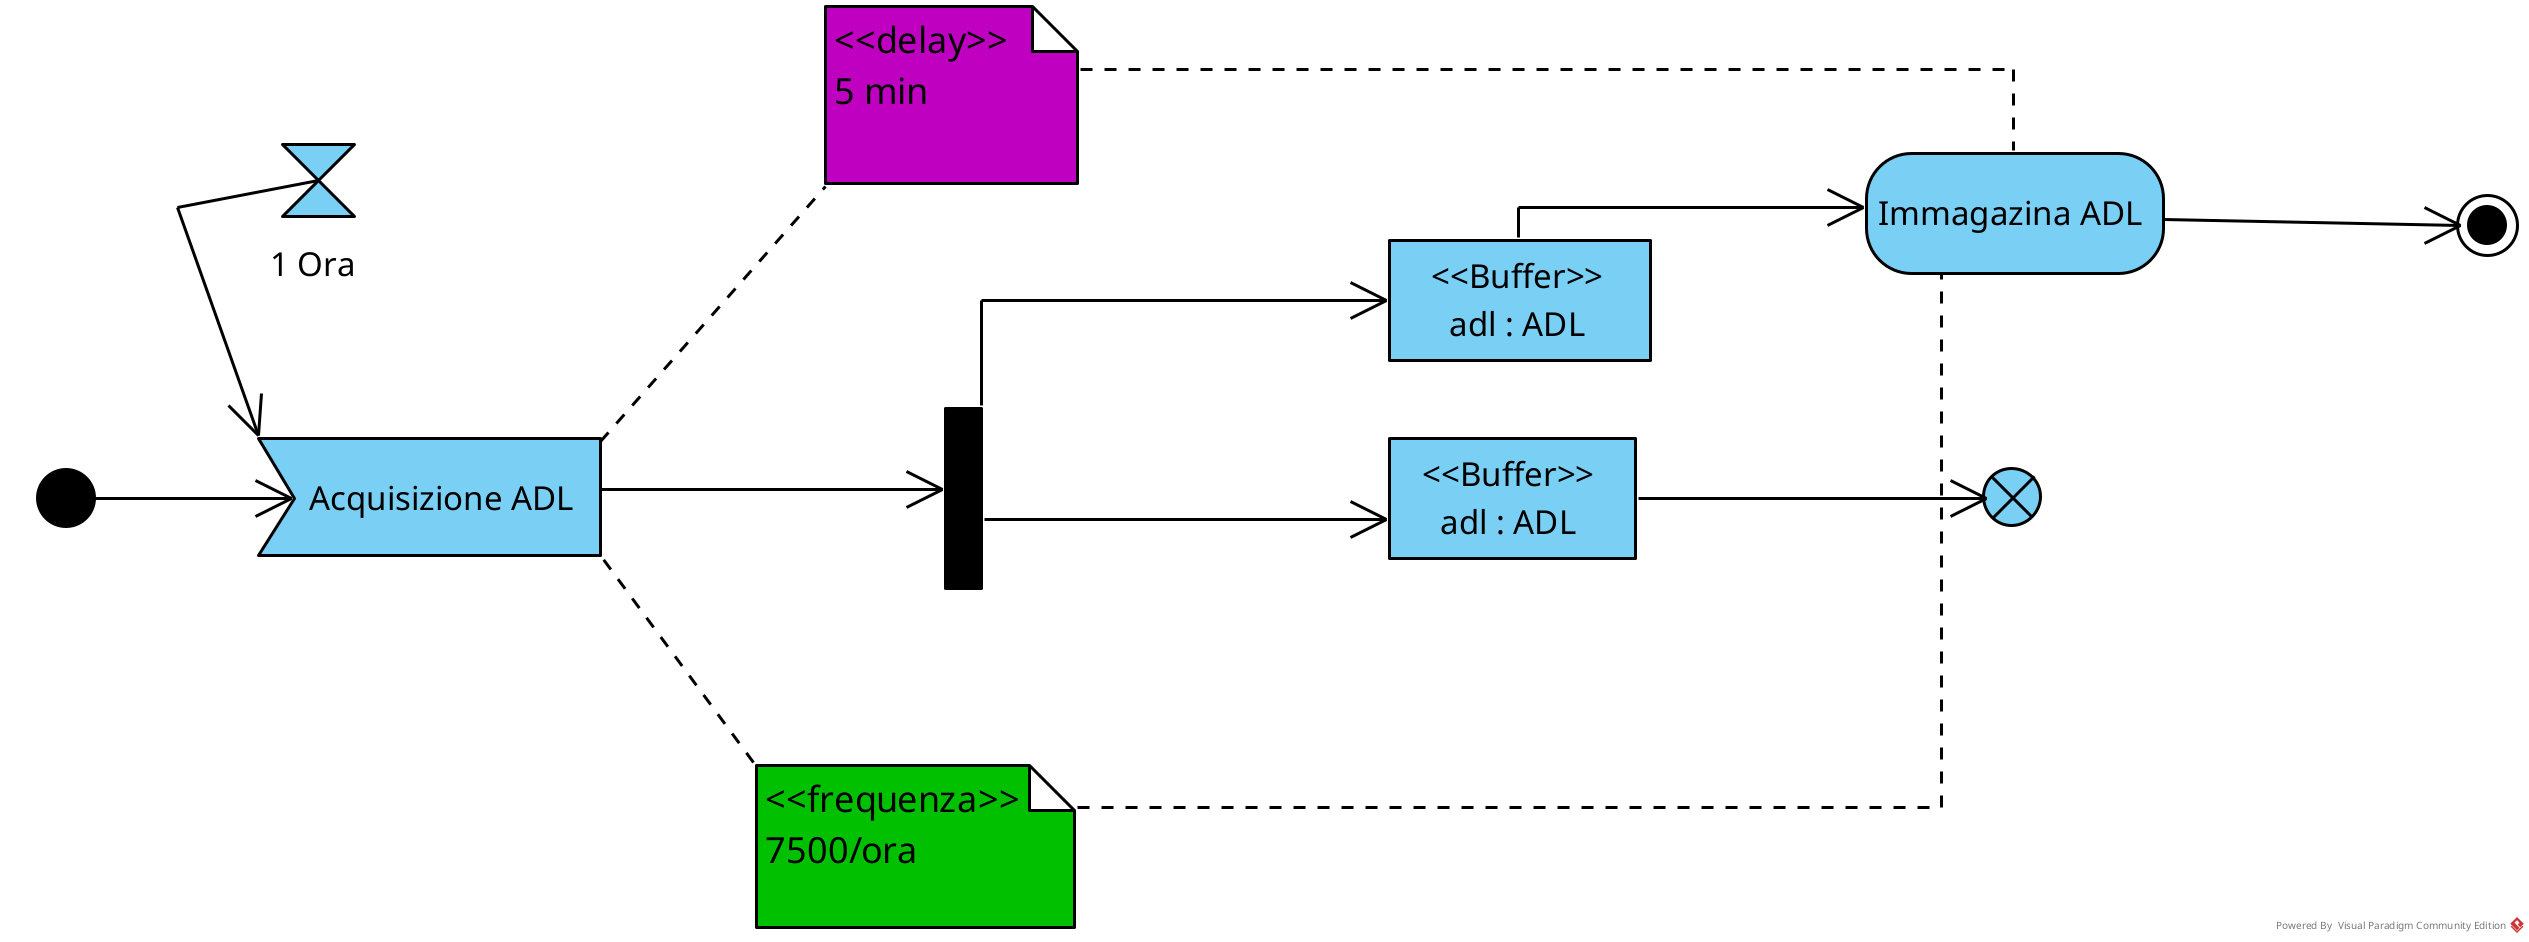 <<delay>>
5 min
1 Ora
Immagazina ADL
<<Buffer>>
adl : ADL
<<Buffer>>
adl : ADL
Acquisizione ADL
<<frequenza>>
7500/ora
Powered By Visual Paradigm Community Edition